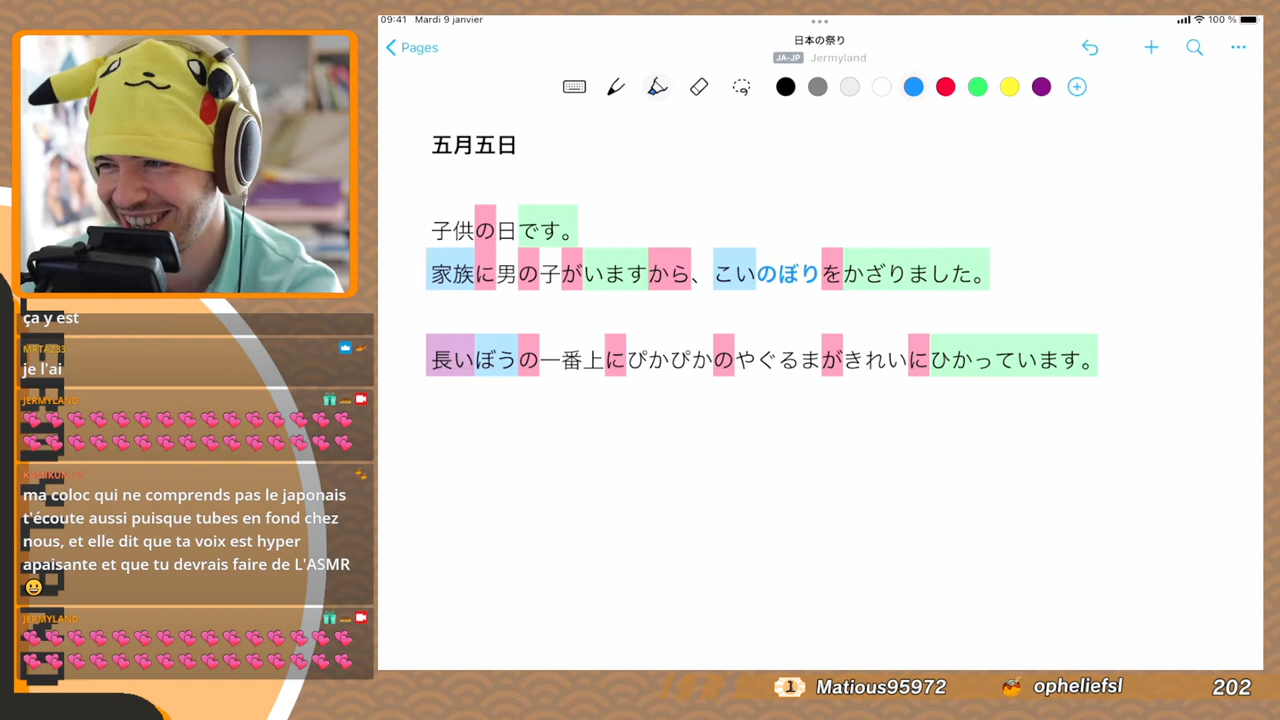 09:41 Mardi 9 janvier
100 %
Pages
日本の祭り
JA-JP Jermyland
五月五日
子供の日です。
家族に男の子がいますから、こいのぼりをかざりました。
長いぼうの一番上にぴかぴかのやぐるまがきれいにひかっています。
ça y est
je l'ai
JERMYLAND
ma coloc qui ne comprends pas le japonais
t'écoute aussi puisque tubes en fond chez
nous, et elle dit que ta voix est hyper
apaisante et que tu devrais faire de L'ASMR
JERMYLAND
1 Matious95972 opheliefsl 202